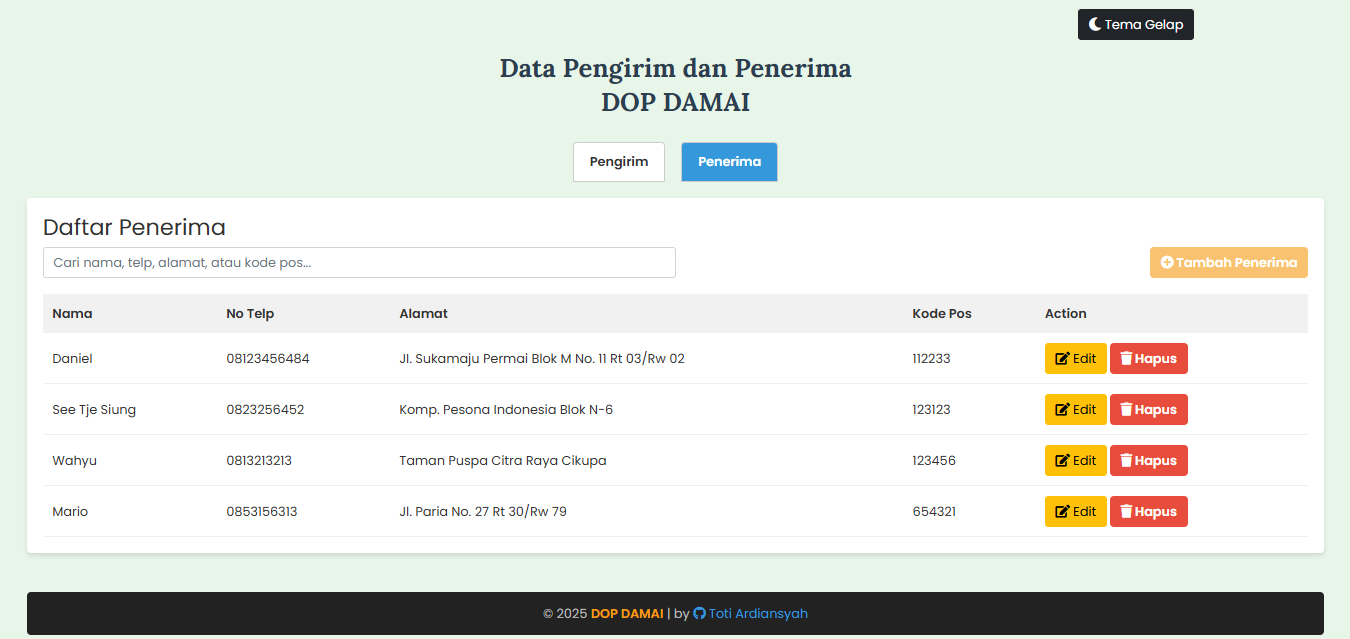 Tema Gelap
Data Pengirim dan Penerima
DOP DAMAI
Pengirim Penerima
Daftar Penerima
Cari nama, telp, alamat, atau kode pos...
Tambah Penerima
Nama No Telp Alamat Kode Pos Action
Daniel 08123456484 Jl. Sukamaju Permai Blok M No. 11 Rt 03/Rw 02 112233 Edit Hapus
See Tje Siung 0823256452 Komp. Pesona Indonesia Blok N-6 123123 Edit Hapus
Wahyu 0813213213 Taman Puspa Citra Raya Cikupa 123456 Edit Hapus
Mario 0853156313 Jl. Paria No. 27 Rt 30/Rw 79 654321 Edit Hapus
© 2025 DOP DAMAI | by Toti Ardiansyah